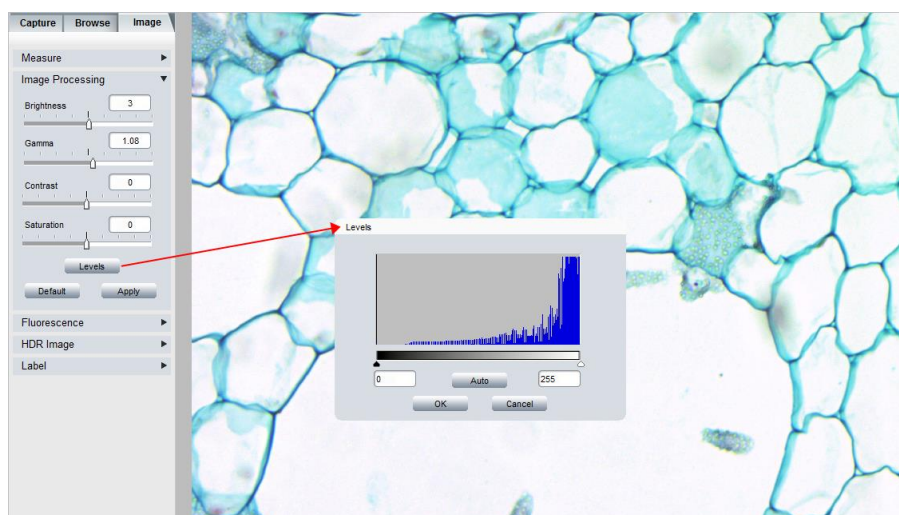 Capture Browse Image
Measure
Image Processing
Brightness 3
Gamma 1.08
Contrast 0
Saturation 0
Levels
Default Apply
Fluorescence
HDR Image
Label
Levels
0 Auto 255
OK Cancel